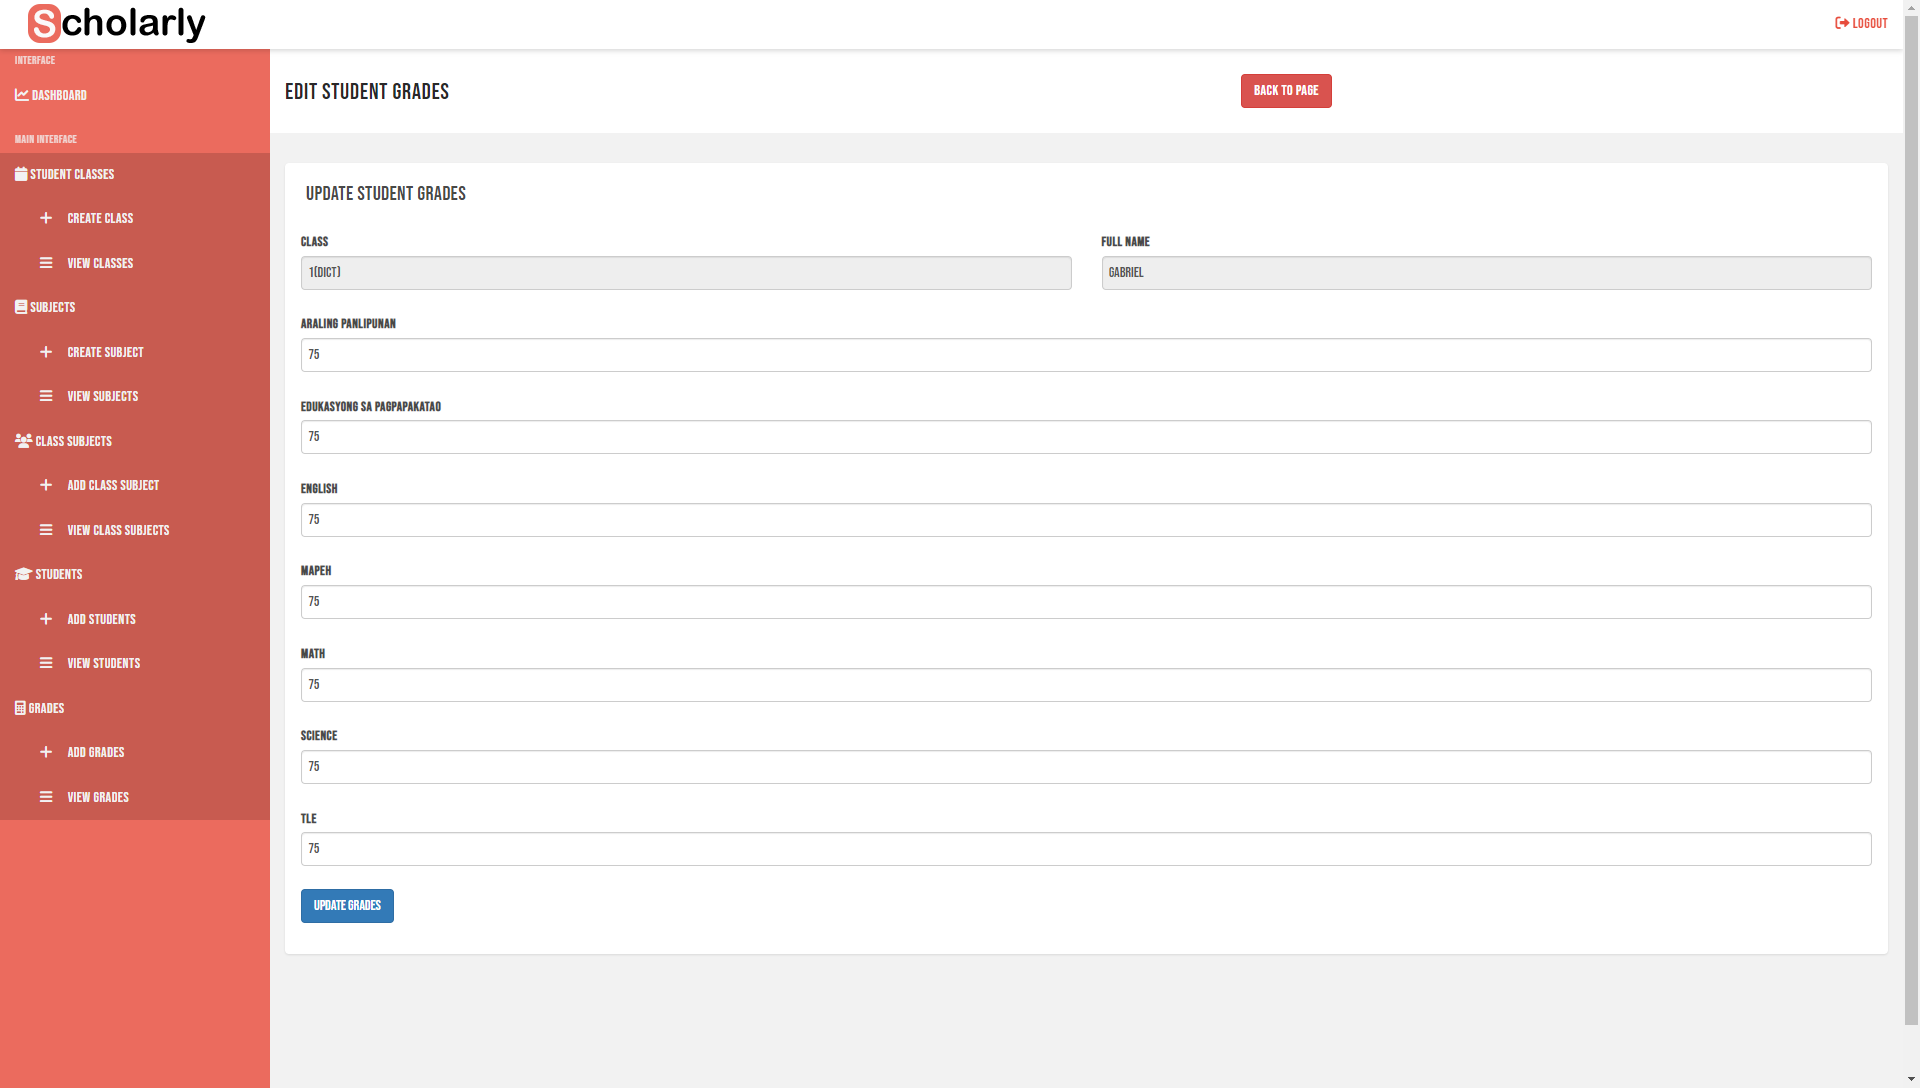 Scholarly
LOGOUT
INTERFACE
DASHBOARD
MAIN INTERFACE
STUDENT CLASSES
CREATE CLASS
VIEW CLASSES
SUBJECTS
CREATE SUBJECT
VIEW SUBJECTS
CLASS SUBJECTS
ADD CLASS SUBJECT
VIEW CLASS SUBJECTS
STUDENTS
ADD STUDENTS
VIEW STUDENTS
GRADES
ADD GRADES
VIEW GRADES
EDIT STUDENT GRADES
BACK TO PAGE
UPDATE STUDENT GRADES
CLASS
1(DICT)
FULL NAME
GABRIEL
ARALING PANLIPUNAN
75
EDUKASYONG SA PAGPAPAKATAO
75
ENGLISH
75
MAPEH
75
MATH
75
SCIENCE
75
TLE
75
UPDATE GRADES